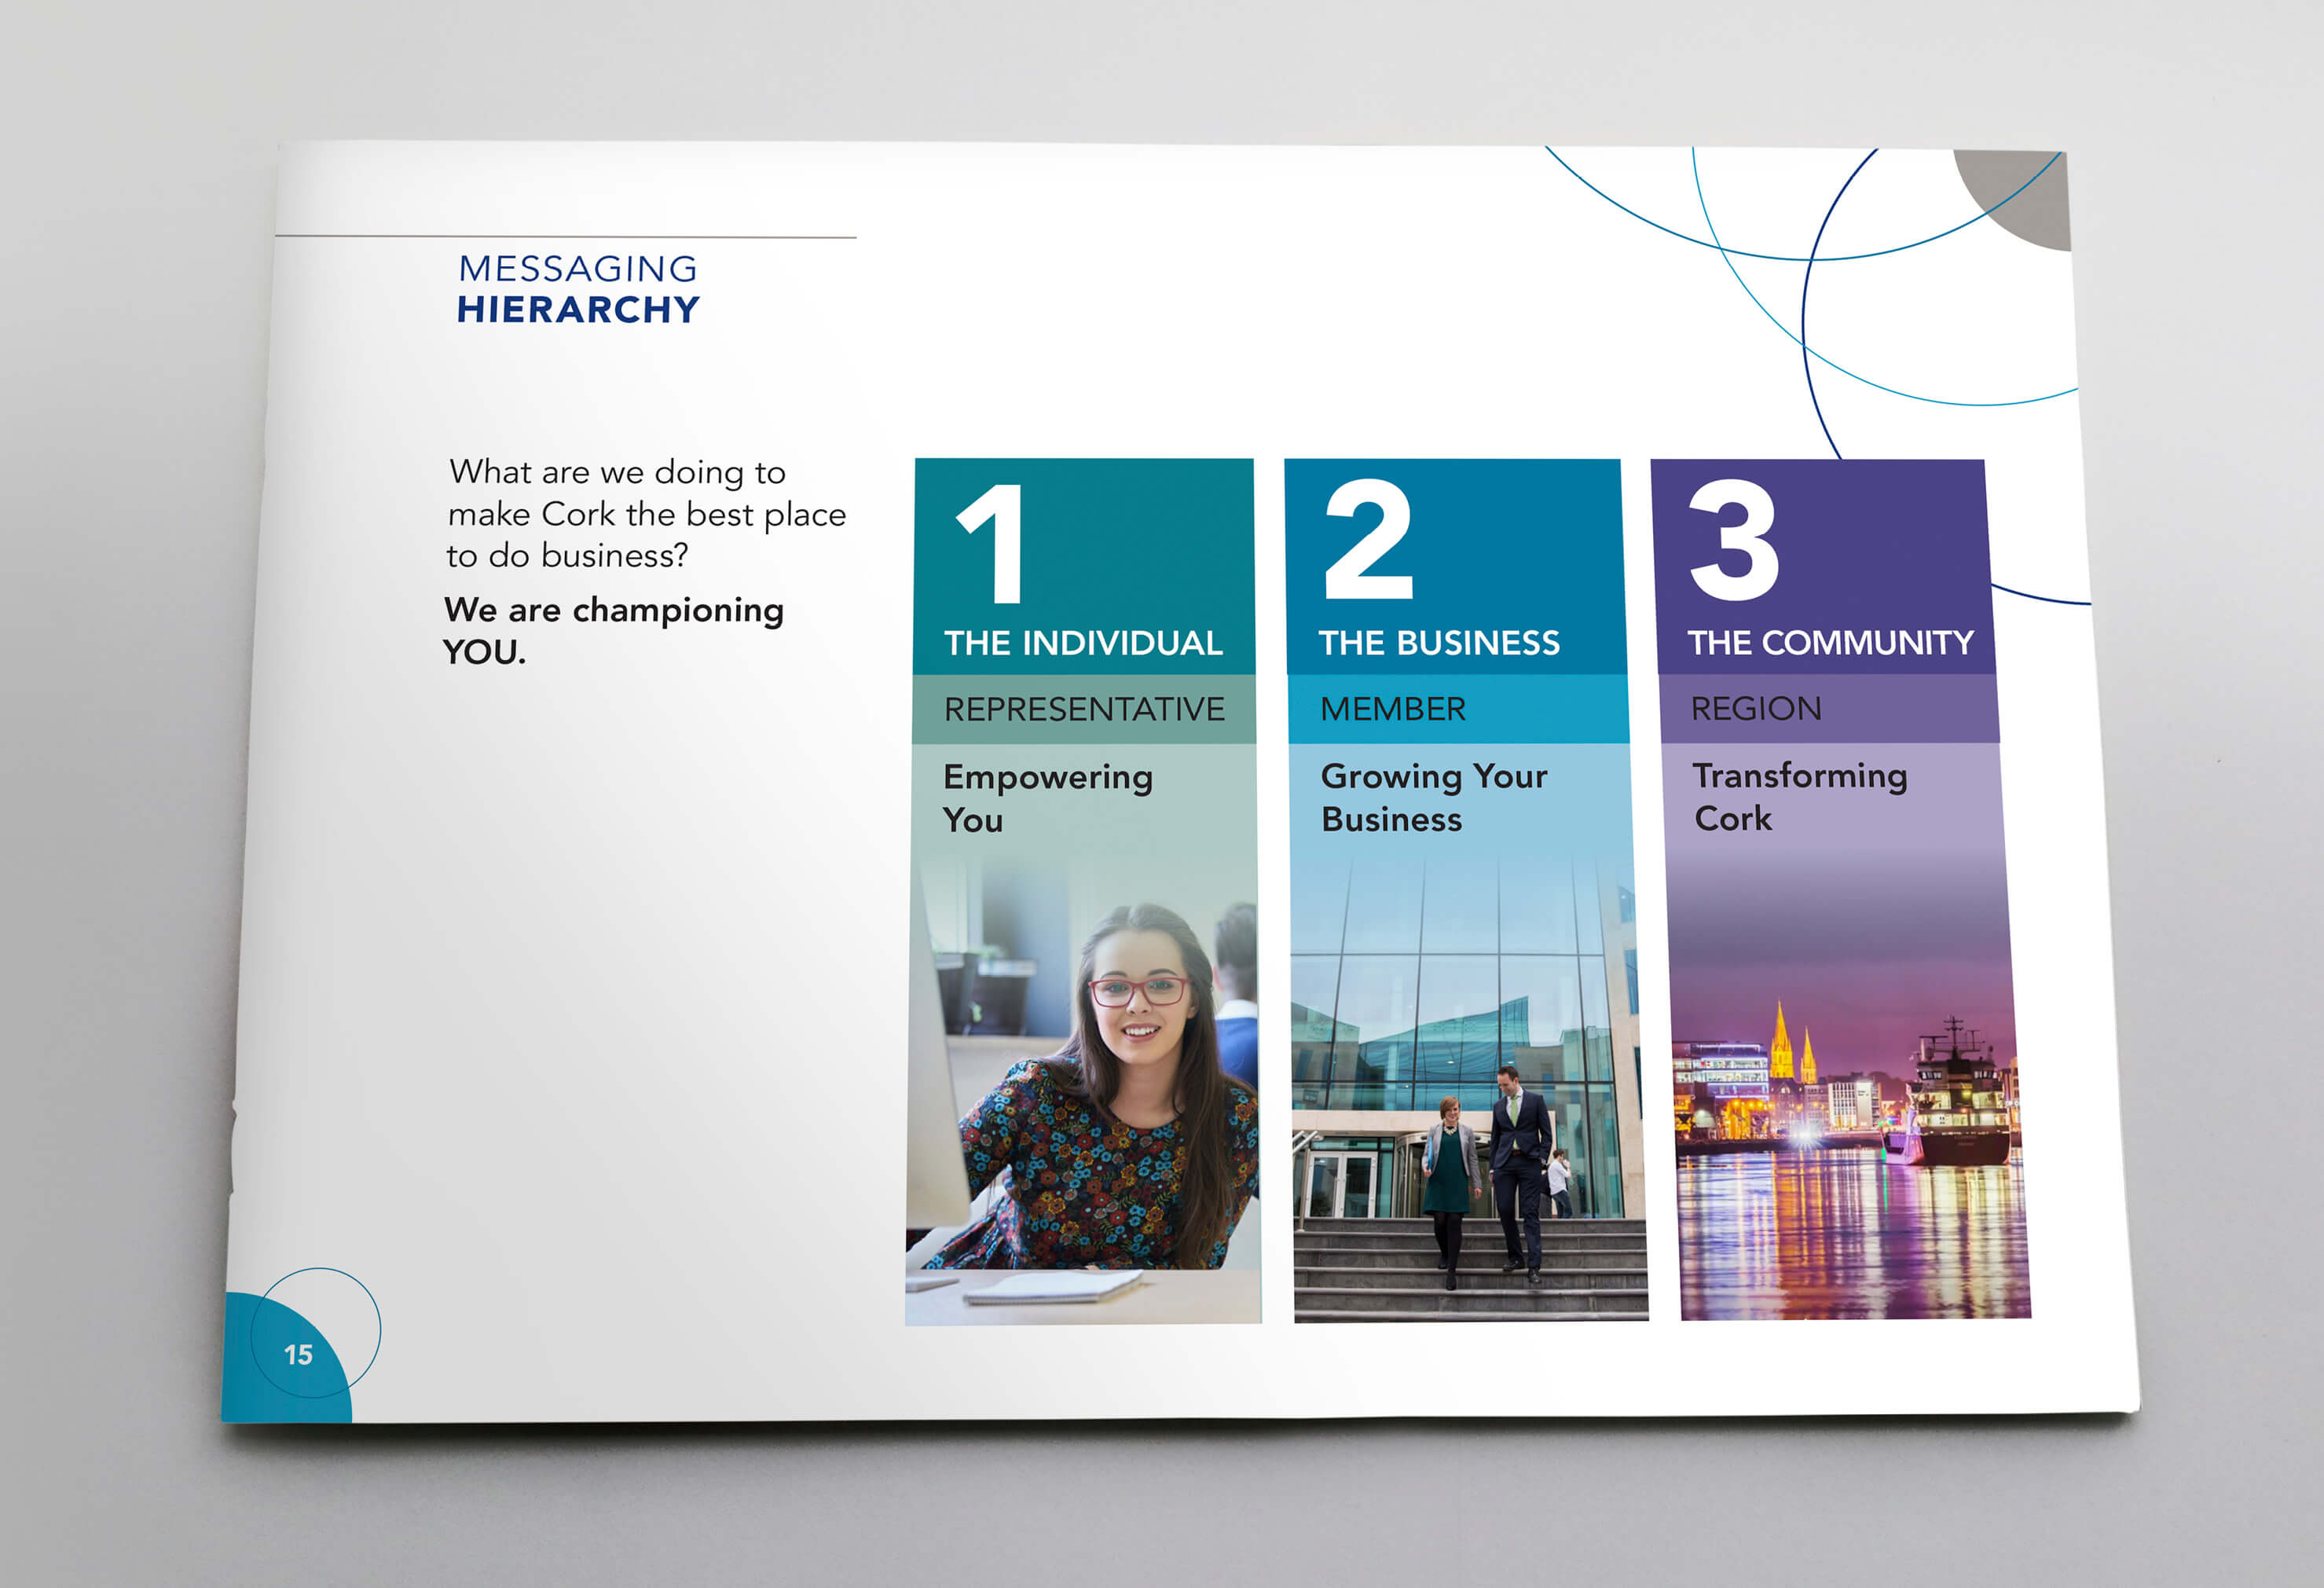 MESSAGING
HIERARCHY
What are we doing to
make Cork the best place
to do business?
We are championing
YOU.
1
THE INDIVIDUAL
REPRESENTATIVE
Empowering
You
2
THE BUSINESS
MEMBER
Growing Your
Business
3
THE COMMUNITY
REGION
Transforming
Cork
15